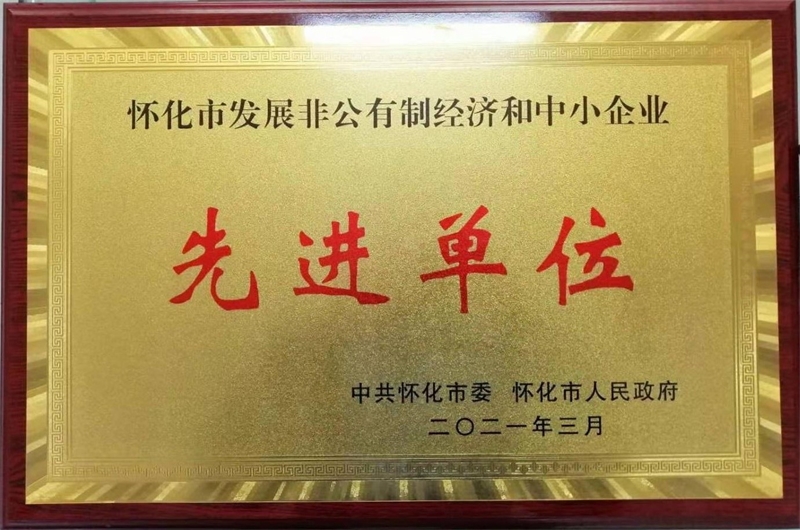 怀化市发展非公有制经济和中小企业
先进单位
中共怀化市委 怀化市人民政府
二〇二一年三月